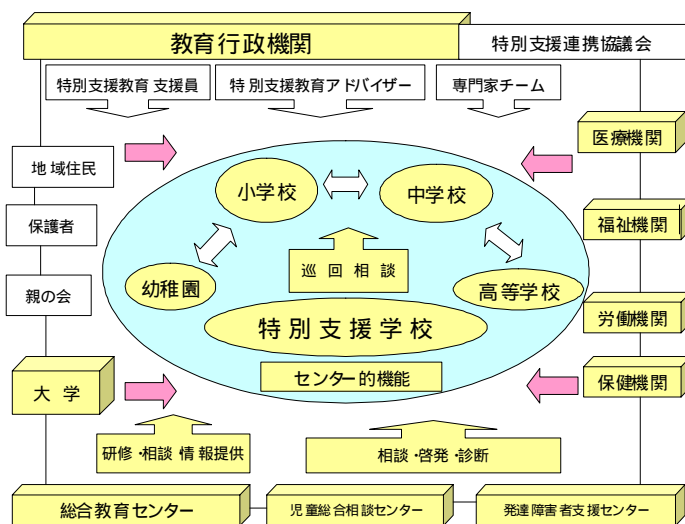 教育行政機関
特別支援連携協議会
特別支援教育支援員
特別支援教育アドバイザー
専門家チーム
医療機関
地域住民
小学校
中学校
保護者
福祉機関
巡回相談
幼稚園
高等学校
親の会
特別支援学校
労働機関
センター的機能
大学
保健機関
研修・相談・情報提供
相談・啓発・診断
総合教育センター
児童総合相談センター
発達障害者支援センター